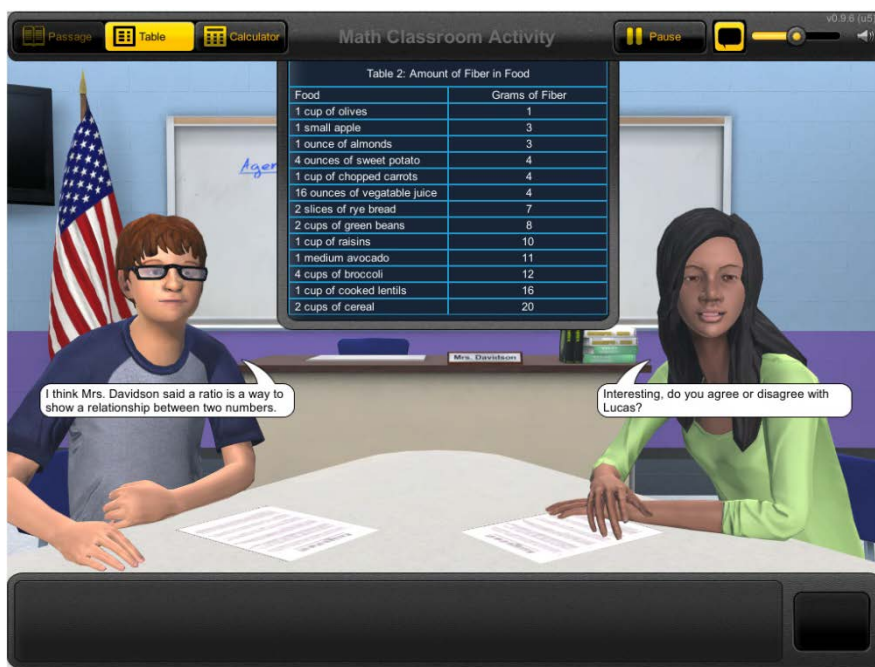 v0.9.6 (u5)
Passage
Table
Calculator
Math Classroom Activity
Pause
Table 2: Amount of Fiber in Food
Food Grams of Fiber
1 cup of olives 1
1 small apple 3
1 ounce of almonds 3
4 ounces of sweet potato 4
1 cup of chopped carrots 4
16 ounces of vegatable juice 4
2 slices of rye bread 7
2 cups of green beans 8
1 cup of raisins 10
1 medium avocado 11
4 cups of broccoli 12
1 cup of cooked lentils 16
2 cups of cereal 20
Mrs. Davidson
I think Mrs. Davidson said a ratio is a way to
show a relationship between two numbers.
Interesting, do you agree or disagree with
Lucas?